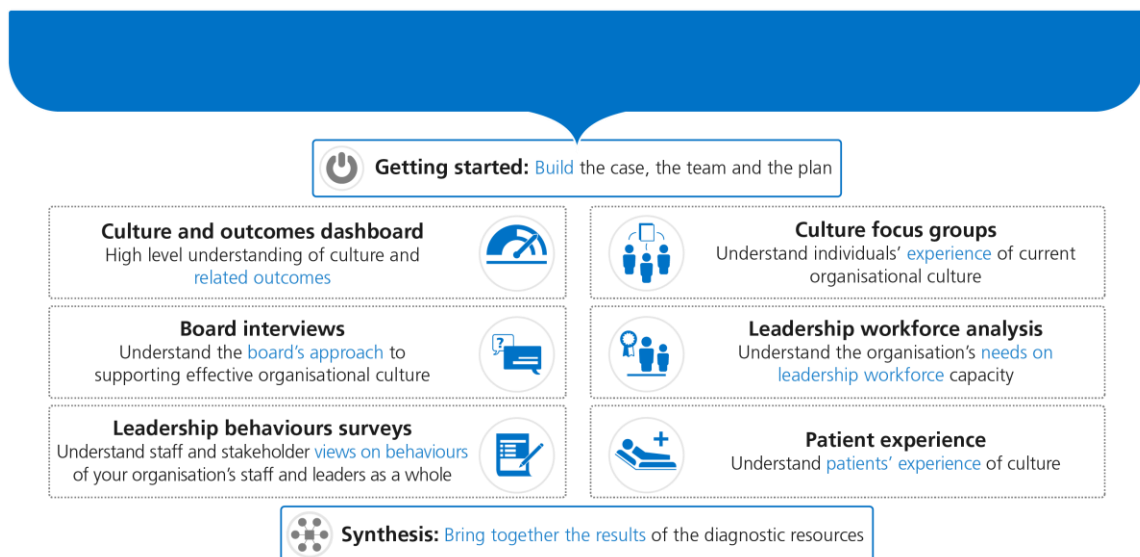 Getting started: Build the case, the team and the plan
Culture and outcomes dashboard
High level understanding of culture and
related outcomes
Culture focus groups
Understand individuals’ experience of current
organisational culture
Board interviews
Understand the board’s approach to
supporting effective organisational culture
?
Leadership workforce analysis
Understand the organisation’s needs on
leadership workforce capacity
Leadership behaviours surveys
Understand staff and stakeholder views on behaviours
of your organisation’s staff and leaders as a whole
Patient experience
Understand patients’ experience of culture
Synthesis: Bring together the results of the diagnostic resources